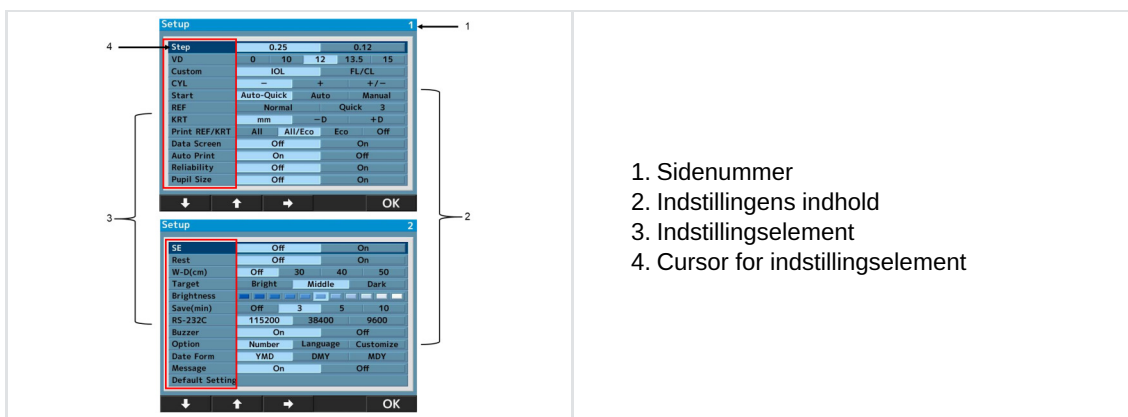 Setup 1
1
4
Step 0.25 0.12
VD 0 10 12 13.5 15
Custom IOL FL/CL
CYL − + +/−
Start Auto-Quick Auto Manual
REF Normal Quick 3
KRT mm −D +D
Print REF/KRT All All/Eco Eco Off
Data Screen Off On
Auto Print On Off
Reliability Off On
Pupil Size Off On
OK
3
2
Setup 2
SE Off On
Rest Off On
W-D(cm) Off 30 40 50
Target Bright Middle Dark
Brightness
Save(min) Off 3 5 10
RS-232C 115200 38400 9600
Buzzer On Off
Option Number Language Customize
Date Form YMD DMY MDY
Message On Off
Default Setting
OK
1. Sidenummer
2. Indstillingens indhold
3. Indstillingselement
4. Cursor for indstillingselement